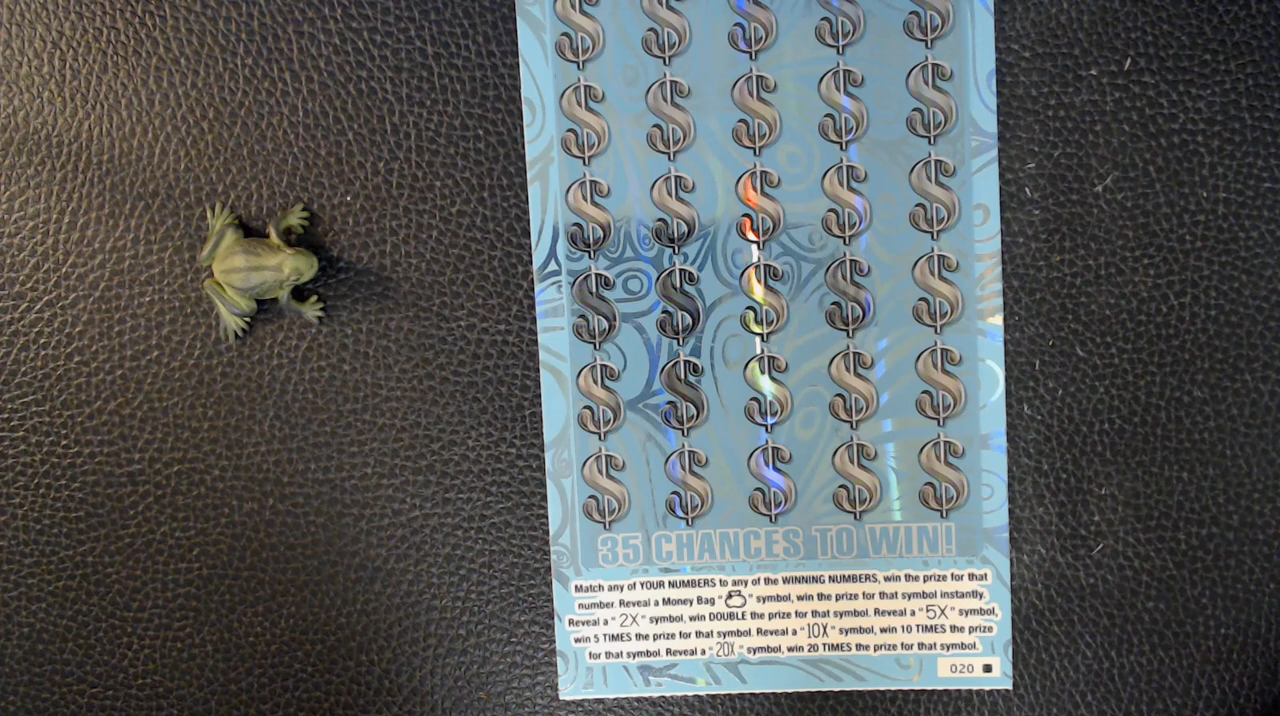 $ $ $ $ $
$ $ $ $ $
$ $ $ $ $
$ $ $ $ $
$ $ $ $ $
$ $ $ $ $
35 CHANCES TO WIN!
Match any of YOUR NUMBERS to any of the WINNING NUMBERS, win the prize for that
number. Reveal a Money Bag " " symbol, win the prize for that symbol instantly.
Reveal a "2X" symbol, win DOUBLE the prize for that symbol. Reveal a "5X" symbol,
win 5 TIMES the prize for that symbol. Reveal a "10X" symbol, win 10 TIMES the prize
for that symbol. Reveal a "20X" symbol, win 20 TIMES the prize for that symbol.
020